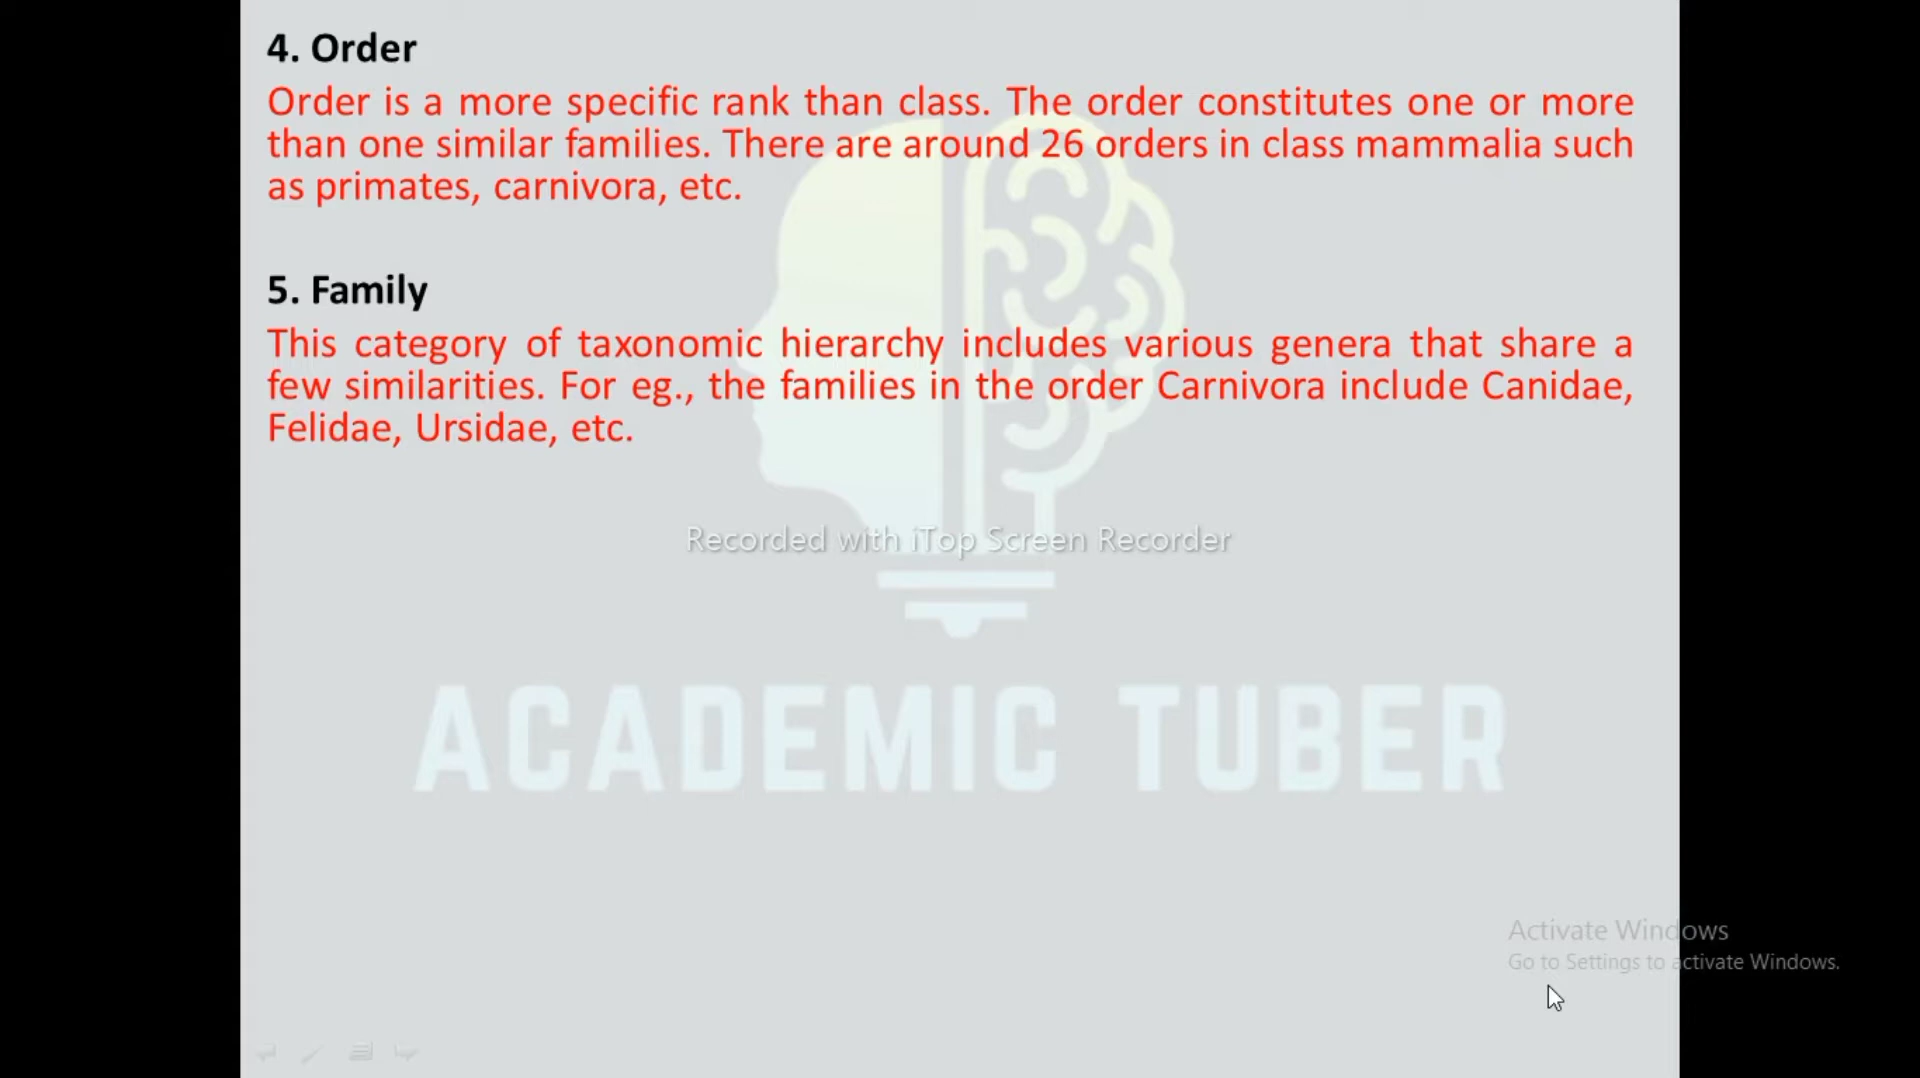 4. Order
Order is a more specific rank than class. The order constitutes one or more
than one similar families. There are around 26 orders in class mammalia such
as primates, carnivora, etc.
5. Family
This category of taxonomic hierarchy includes various genera that share a
few similarities. For eg., the families in the order Carnivora include Canidae,
Felidae, Ursidae, etc.
Recorded with iTop Screen Recorder
ACADEMIC TUBER
Activate Windows
Go to Settings to activate Windows.